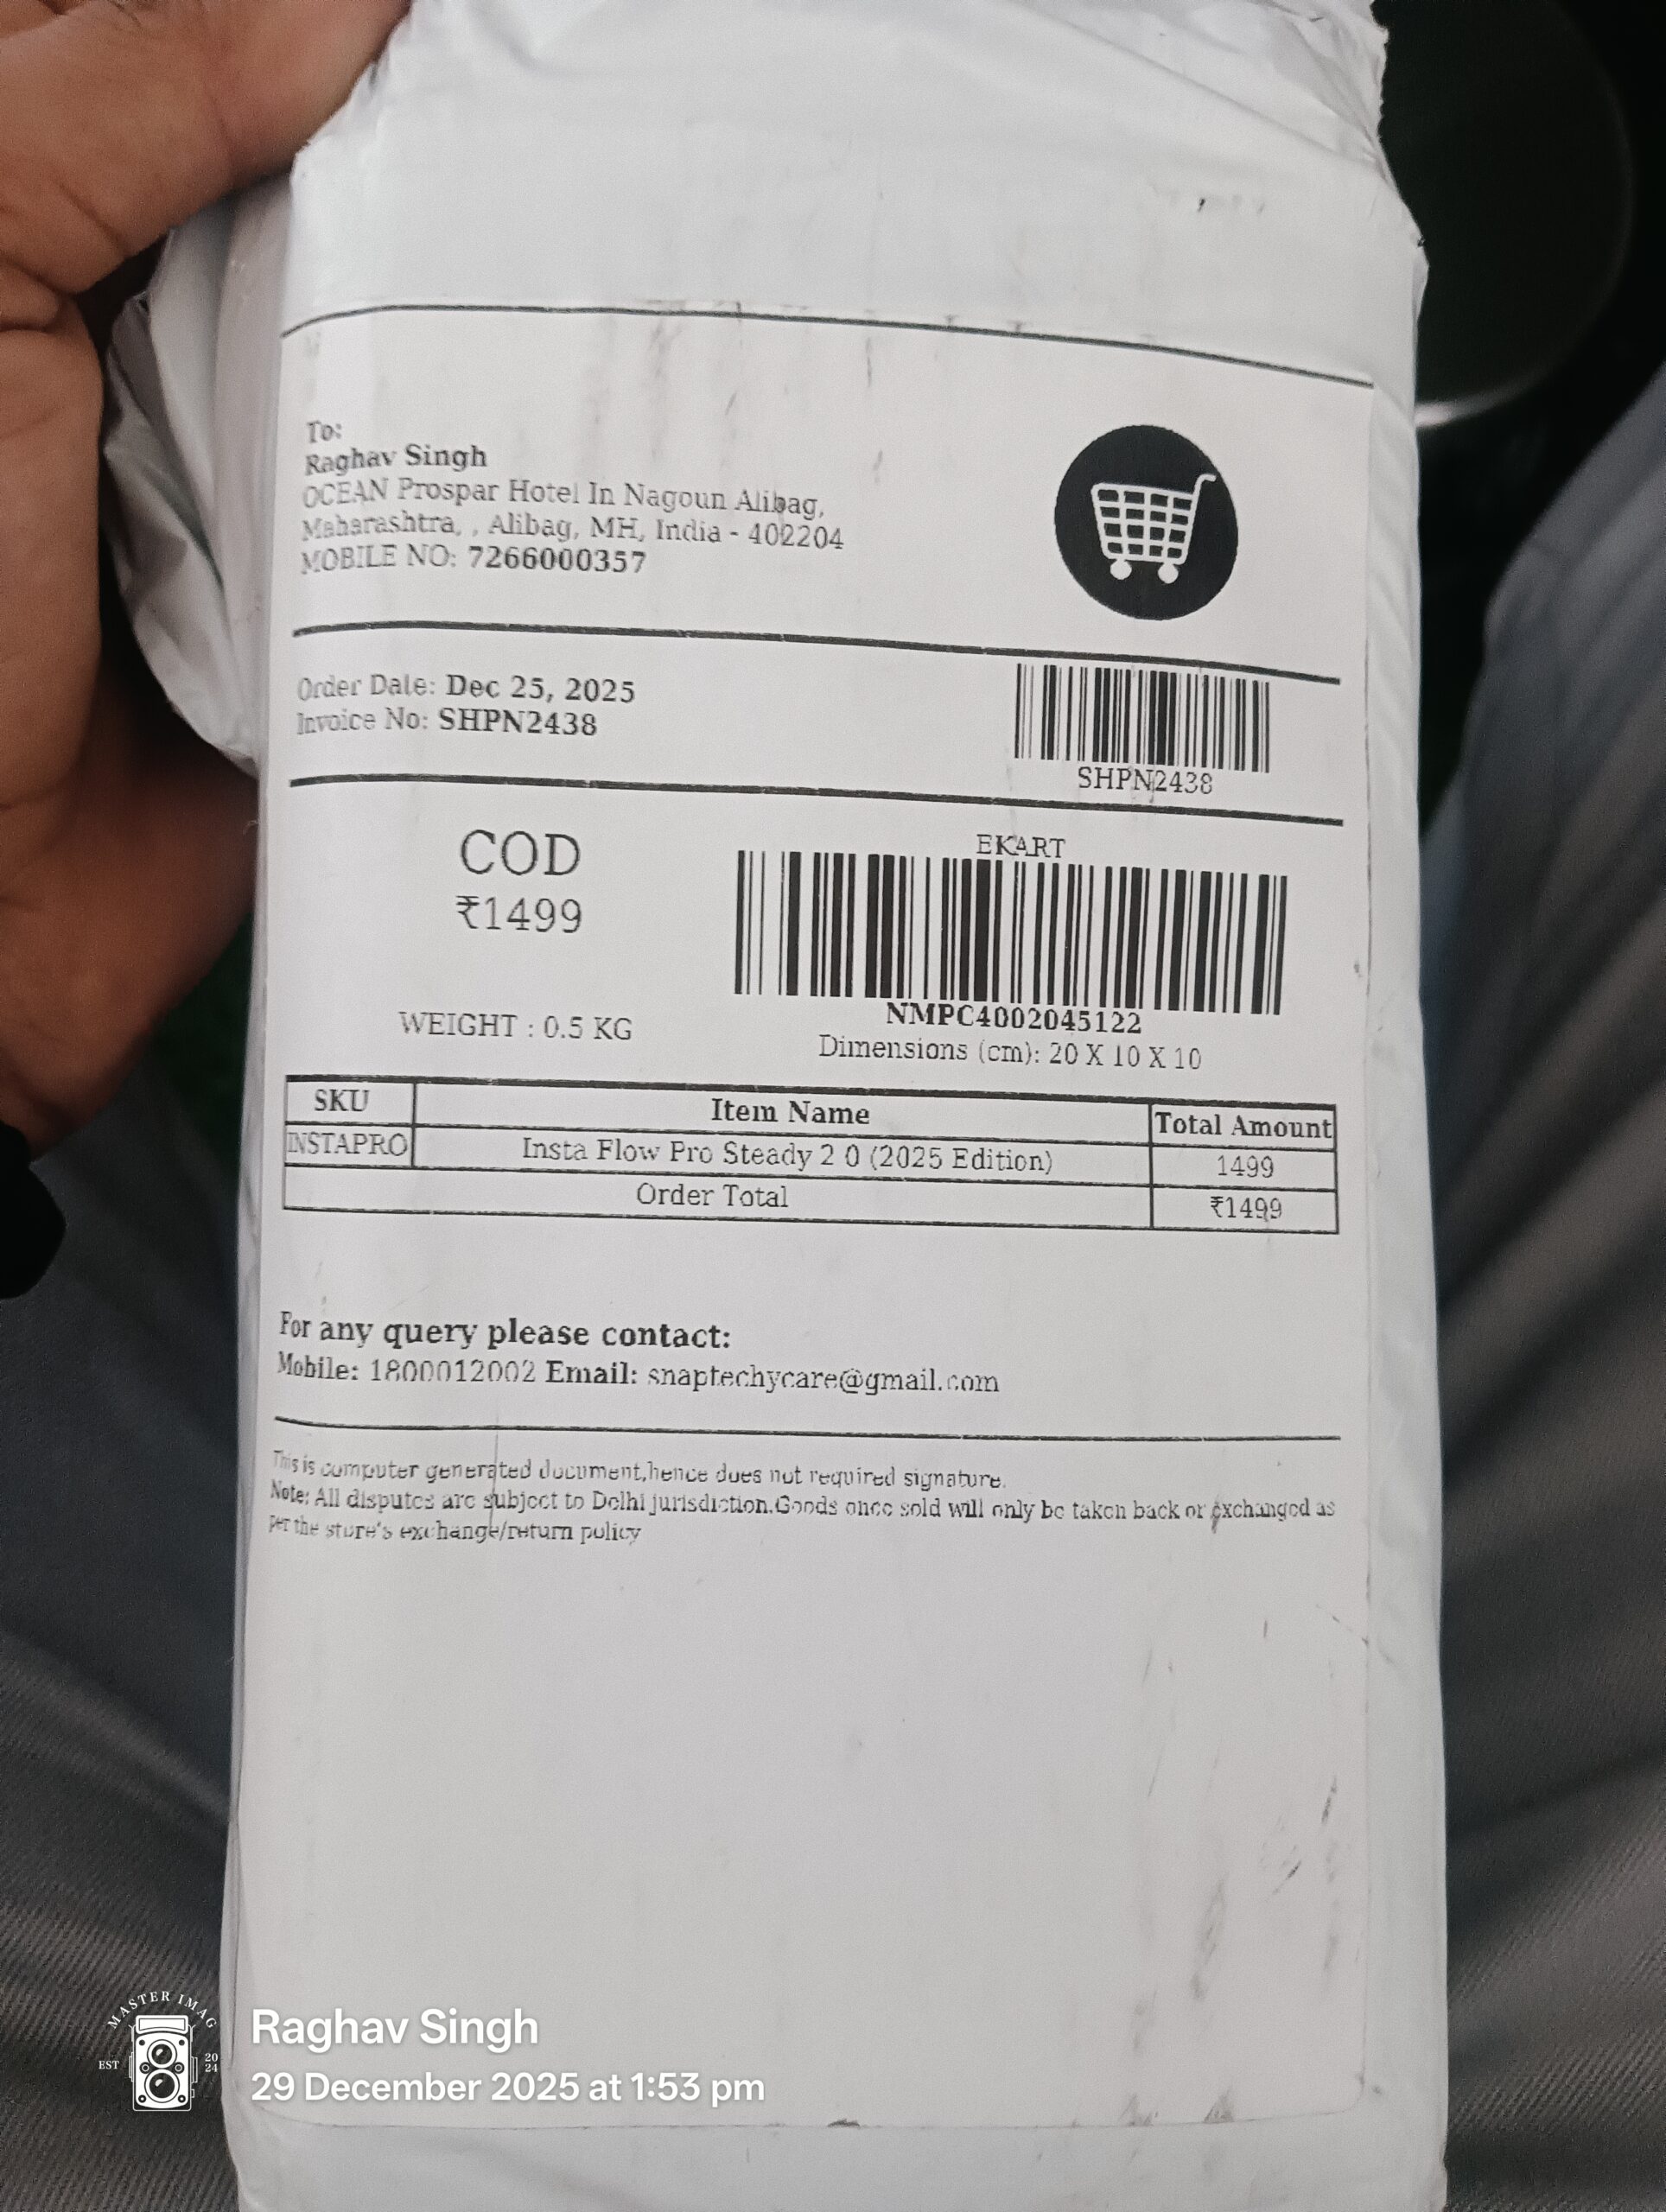 To:
Raghav Singh
OCEAN Prospar Hotel In Nagoun Alibag,
Maharashtra, , Alibag, MH, India - 402204
MOBILE NO: 7266000357
Order Date: Dec 25, 2025
Invoice No: SHPN2438
SHPN2438
COD
₹1499
WEIGHT : 0.5 KG
EKART
NMPC4002045122
Dimensions (cm): 20 X 10 X 10
SKU Item Name Total Amount
INSTAPRO Insta Flow Pro Steady 2 0 (2025 Edition) 1499
Order Total ₹1499
For any query please contact:
Mobile: 1800012002 Email: snaptechycare@gmail.com
This is computer generated document,hence does not required signature.
Note: All disputes are subject to Delhi jurisdiction.Goods once sold will only be taken back or exchanged as
per the store's exchange/return policy
MASTER IMAG
EST 2024
Raghav Singh
29 December 2025 at 1:53 pm